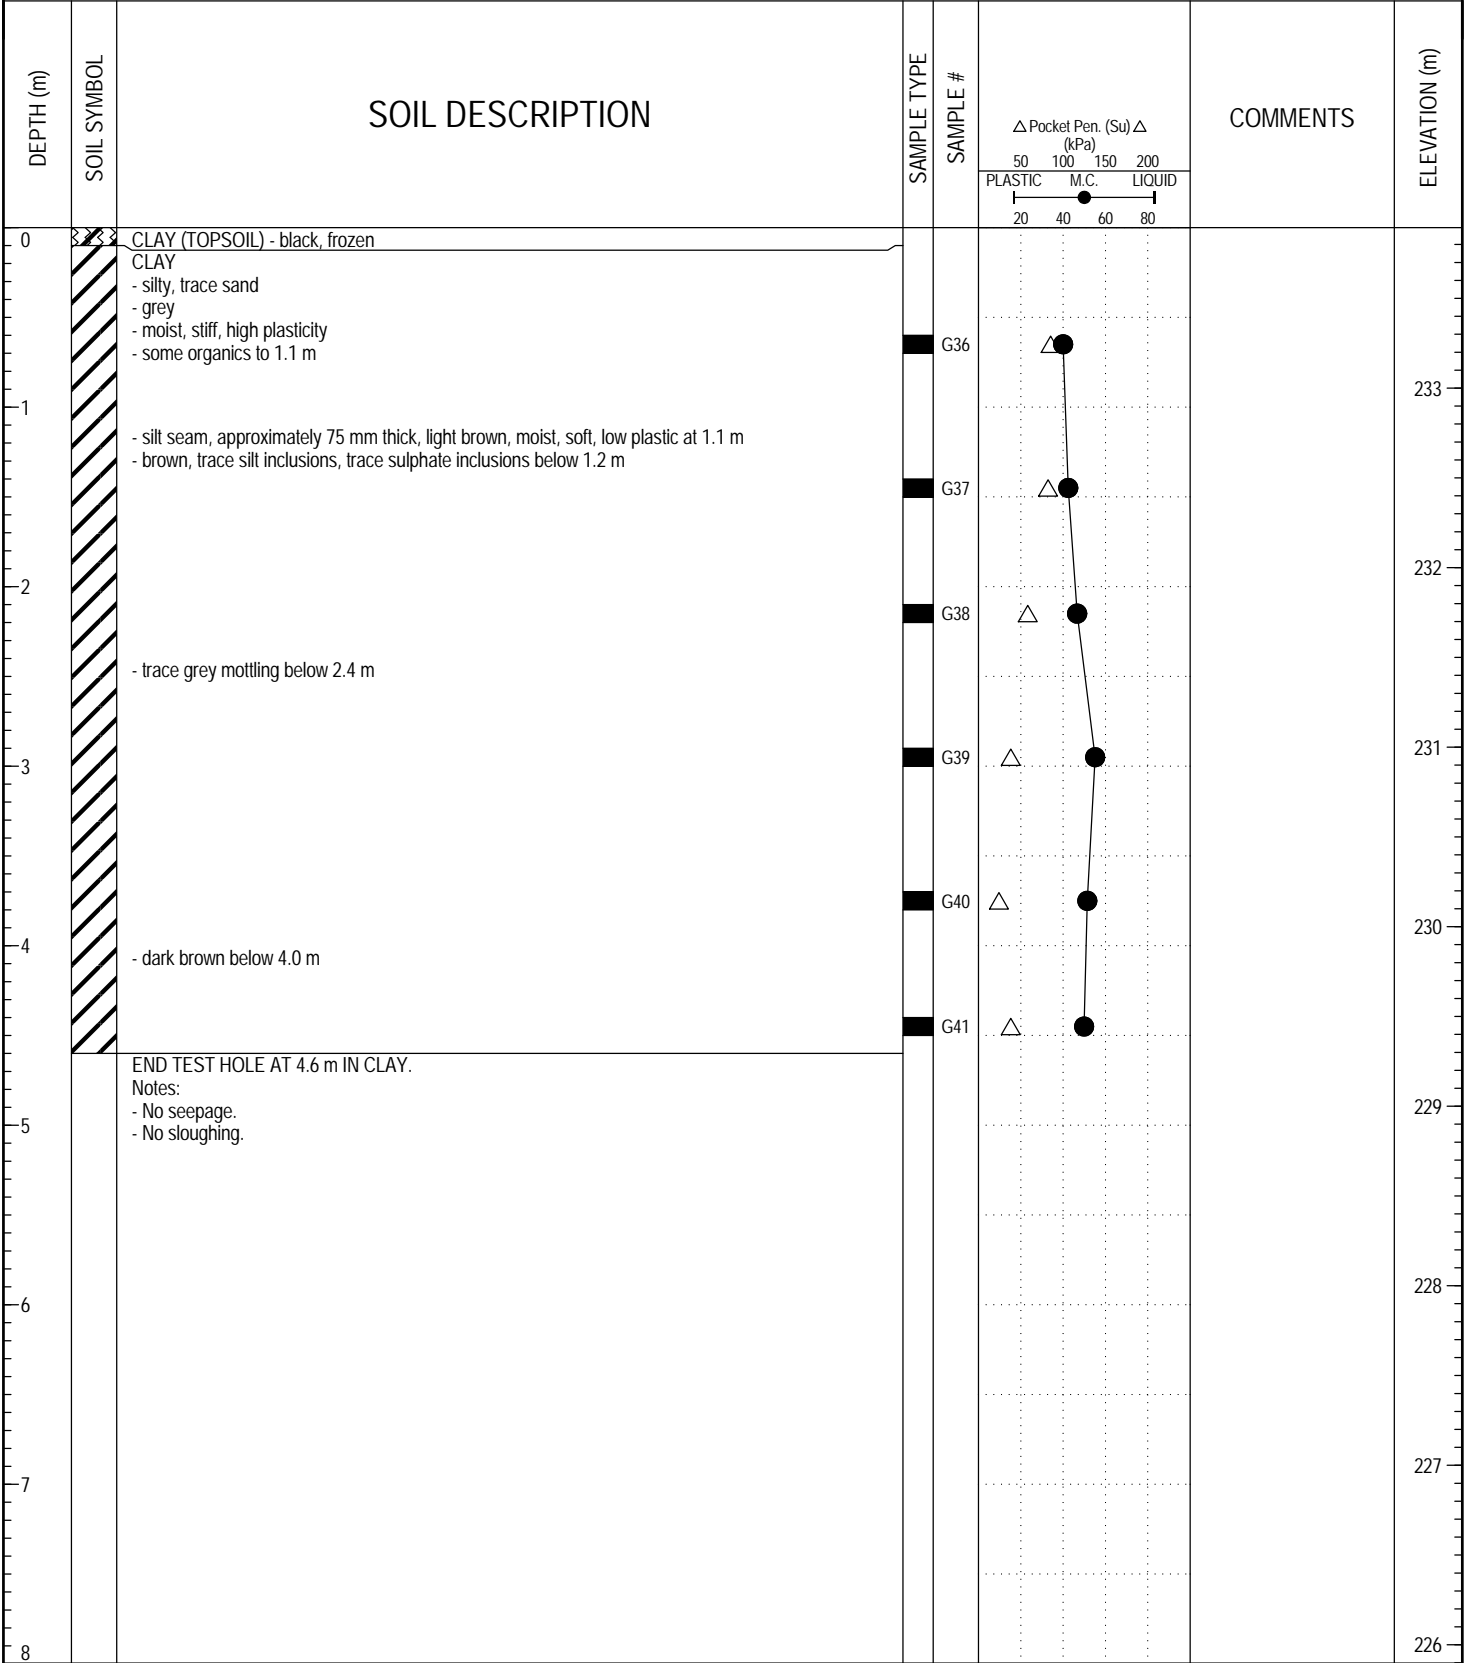 DEPTH (m)
SOIL SYMBOL
SOIL DESCRIPTION
SAMPLE TYPE
SAMPLE #
△ Pocket Pen. (Su) △
(kPa)
50 100 150 200
PLASTIC M.C. LIQUID
20 40 60 80
COMMENTS
ELEVATION (m)
0
CLAY (TOPSOIL) - black, frozen
CLAY
- silty, trace sand
- grey
- moist, stiff, high plasticity
- some organics to 1.1 m
G36
233
1
- silt seam, approximately 75 mm thick, light brown, moist, soft, low plastic at 1.1 m
- brown, trace silt inclusions, trace sulphate inclusions below 1.2 m
G37
232
2
G38
- trace grey mottling below 2.4 m
231
G39
3
G40
230
4
- dark brown below 4.0 m
G41
END TEST HOLE AT 4.6 m IN CLAY.
Notes:
- No seepage.
- No sloughing.
229
5
228
6
227
7
226
8